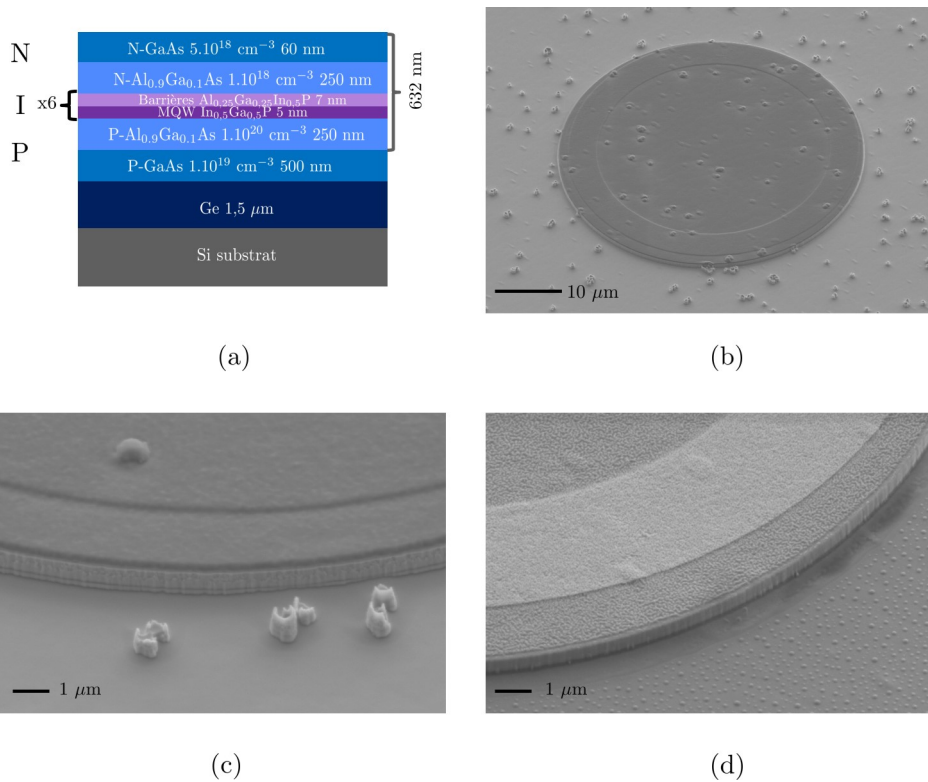 N
I
P
x6
N-GaAs 5.10¹⁸ cm⁻³ 60 nm
N-Al₀.₉Ga₀.₁As 1.10¹⁸ cm⁻³ 250 nm
Barrières Al₀.₂₅Ga₀.₂₅In₀.₅P 7 nm
MQW In₀.₅Ga₀.₅P 5 nm
P-Al₀.₉Ga₀.₁As 1.10²⁰ cm⁻³ 250 nm
P-GaAs 1.10¹⁹ cm⁻³ 500 nm
Ge 1,5 μm
Si substrat
632 nm
(a)
10 μm
(b)
1 μm
(c)
1 μm
(d)